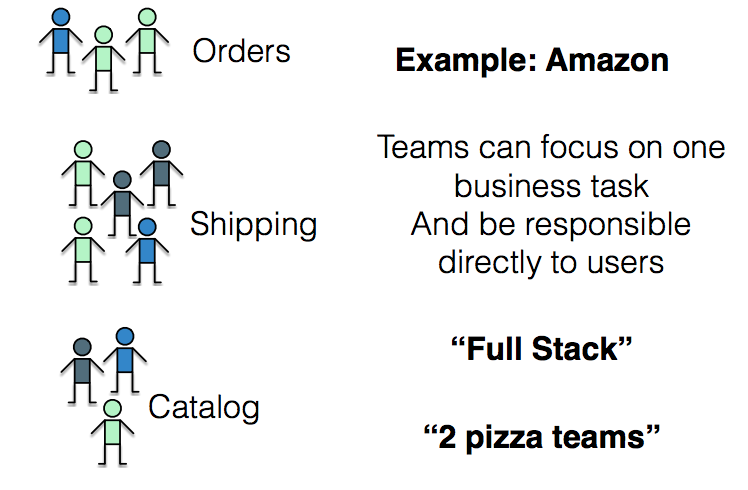 Orders
Example: Amazon
Teams can focus on one
business task
And be responsible
directly to users
Shipping
“Full Stack”
Catalog
“2 pizza teams”